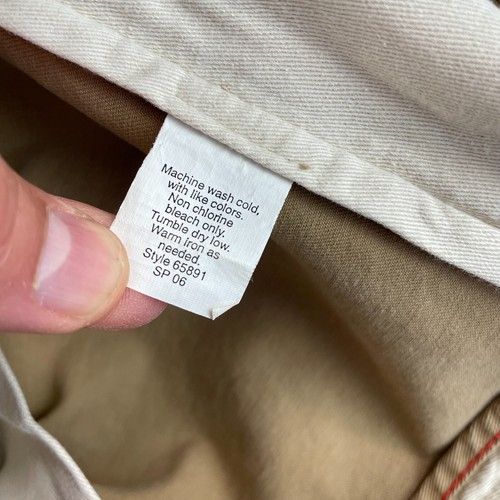 Machine wash cold,
with like colors.
Non chlorine
bleach only.
Tumble dry low.
Warm iron as
needed.
Style 65891
SP 06